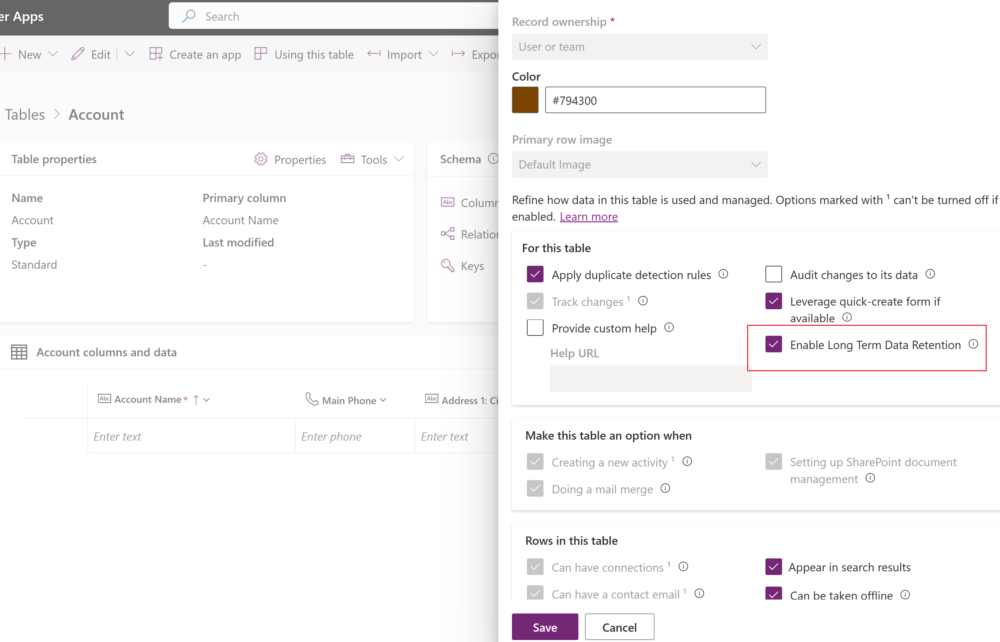 er Apps
Search
New
Edit
Create an app
Using this table
Import
Expor
Tables > Account
Table properties
Properties
Tools
Name
Primary column
Account
Account Name
Type
Last modified
Standard
-
Schema
Abc
Column
Relation
Keys
Account columns and data
Abc Account Name *
Main Phone
Abc Address 1: Ci
Enter text
Enter phone
Enter text
Record ownership *
User or team
Color
#794300
Primary row image
Default Image
Refine how data in this table is used and managed. Options marked with ¹ can't be turned off if
enabled. Learn more
For this table
Apply duplicate detection rules
Audit changes to its data
Track changes ¹
Leverage quick-create form if
available
Provide custom help
Enable Long Term Data Retention
Help URL
Make this table an option when
Creating a new activity ¹
Setting up SharePoint document
management
Doing a mail merge
Rows in this table
Can have connections ¹
Appear in search results
Can have a contact email ¹
Can be taken offline
Save
Cancel